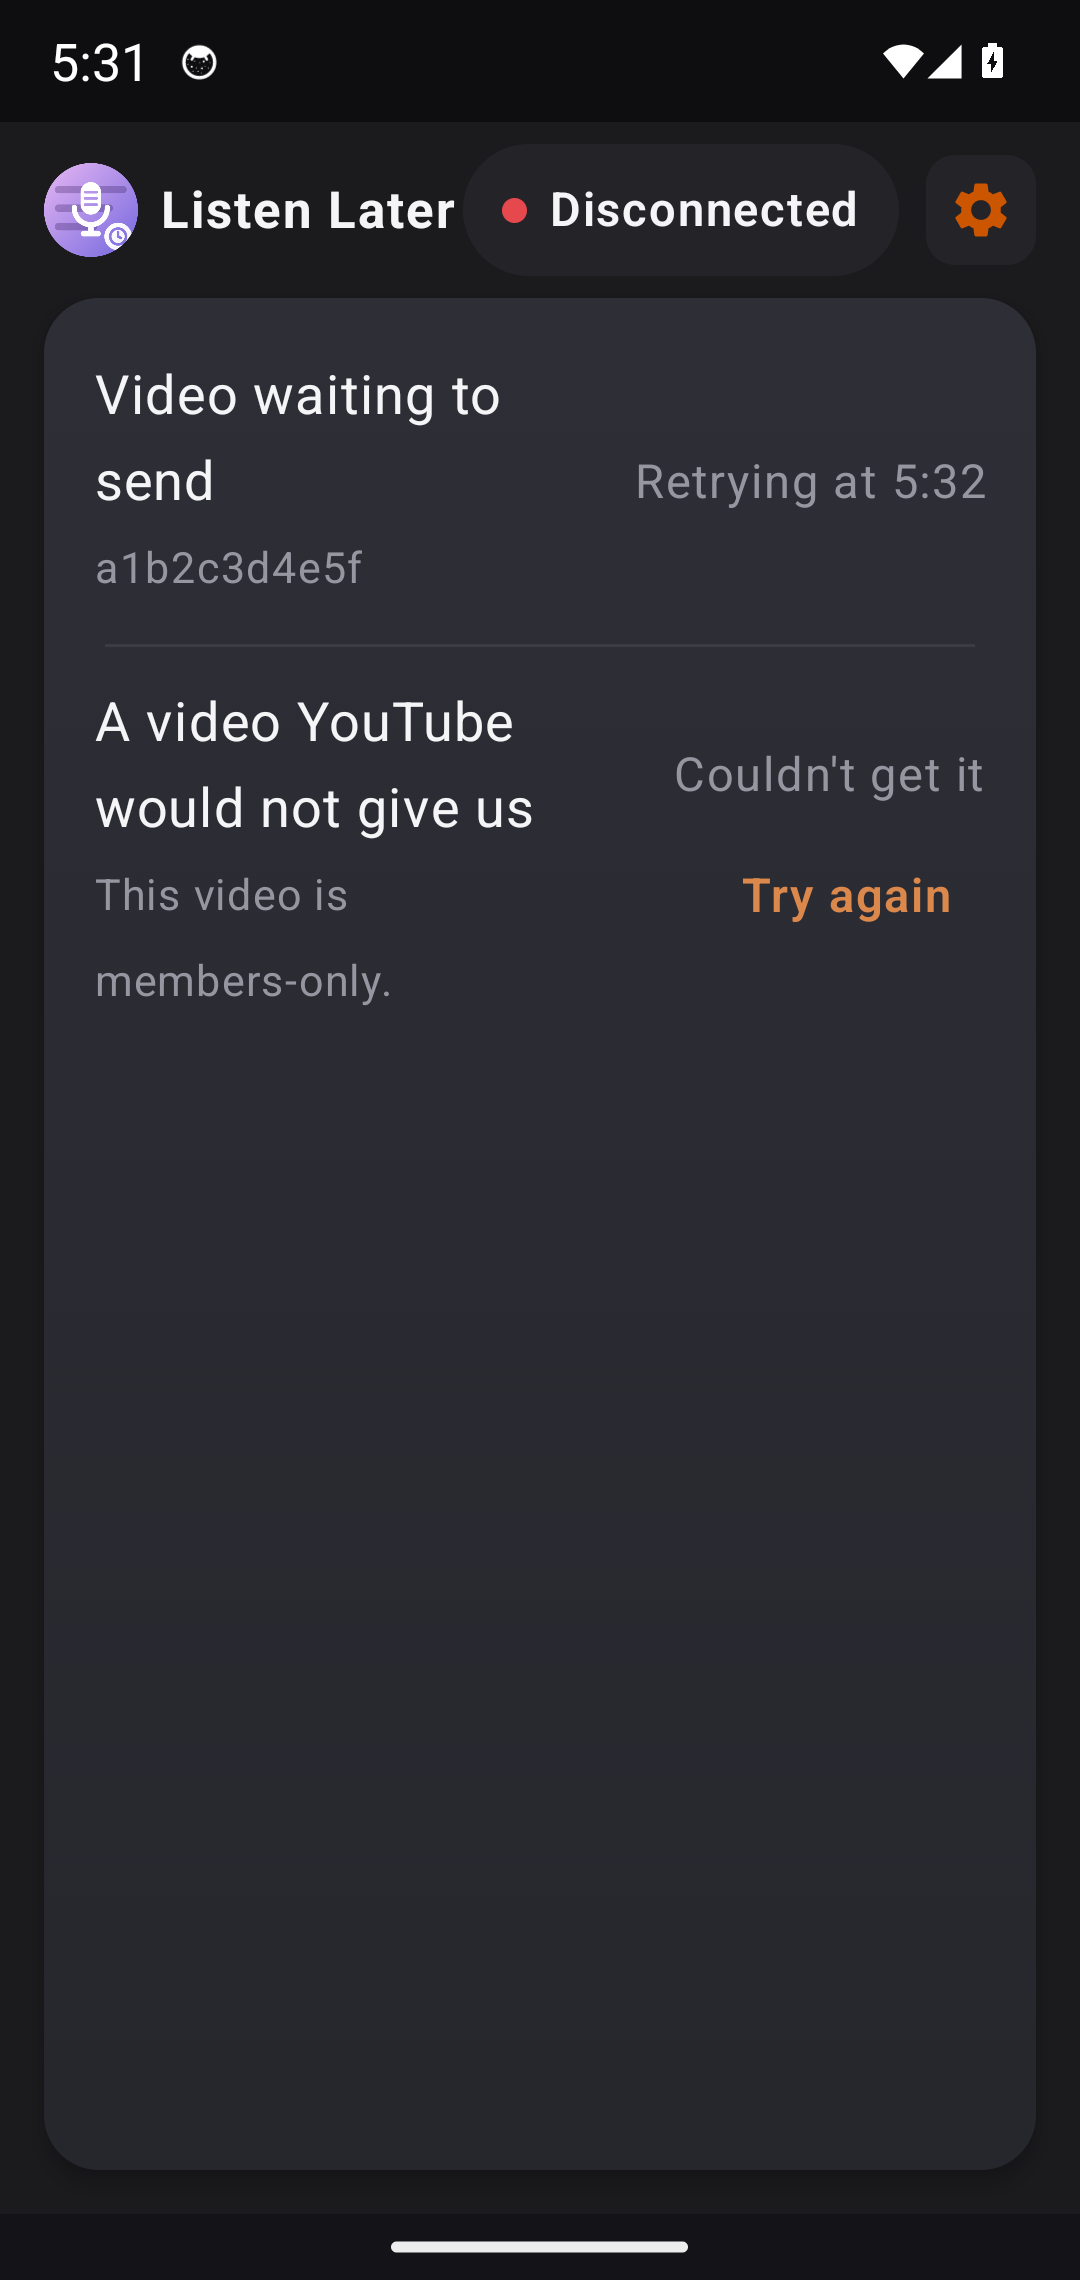 5:31
Listen Later
Disconnected
Video waiting to
send
Retrying at 5:32
a1b2c3d4e5f
A video YouTube
would not give us
Couldn't get it
This video is
members-only.
Try again